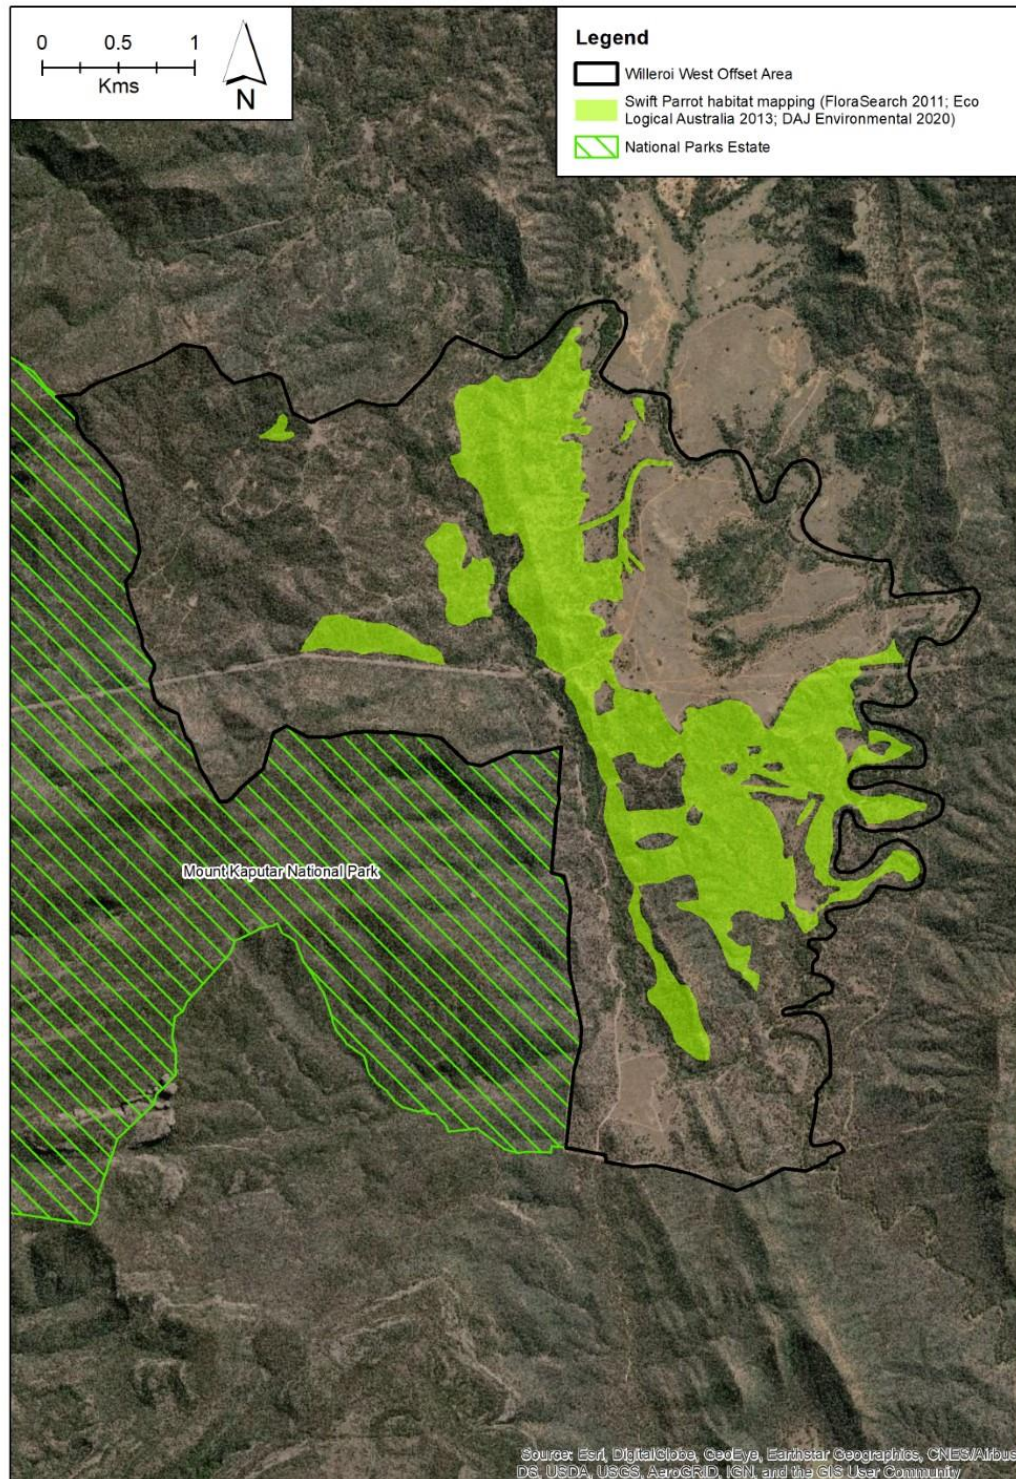 0 0.5 1
Kms
N
Legend
Willeroi West Offset Area
Swift Parrot habitat mapping (FloraSearch 2011; Eco
Logical Australia 2013; DAJ Environmental 2020)
National Parks Estate
Mount Kaputar National Park
Source: Esri, DigitalGlobe, GeoEye, Earthstar Geographics, CNES/Airbus
DS, USDA, USGS, AeroGRID, IGN, and the GIS User Community